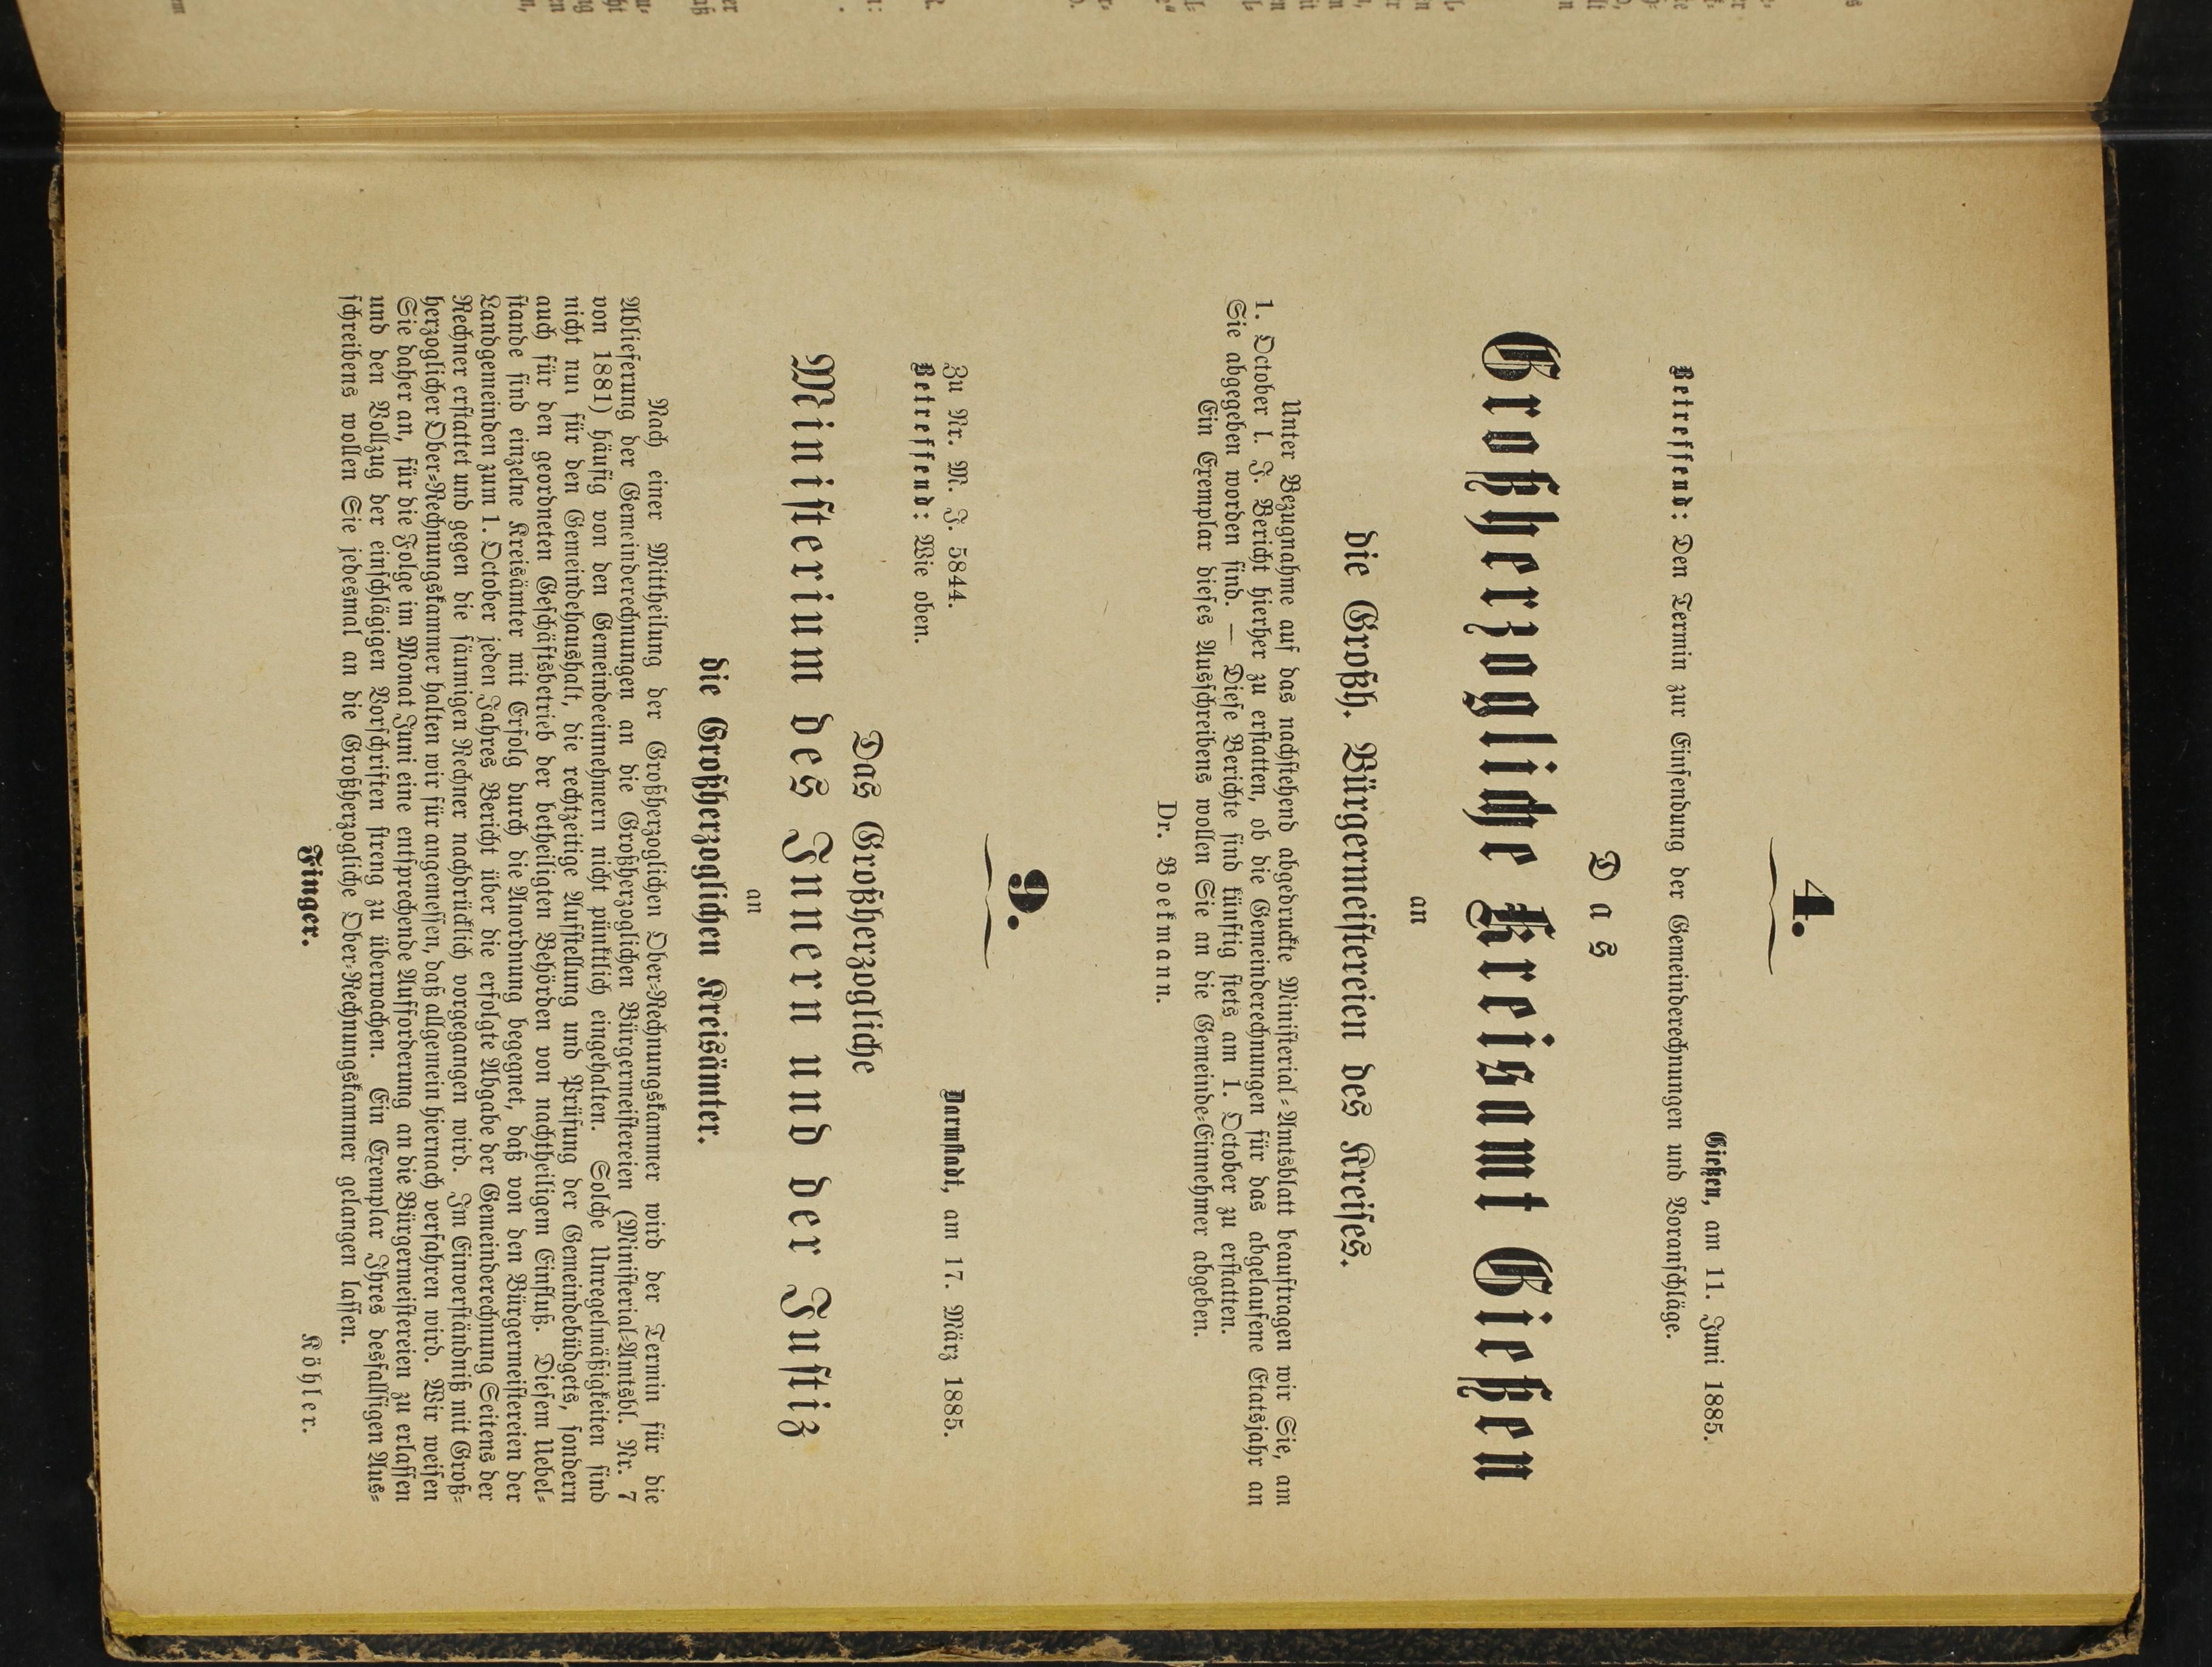 4.
Gießen, am 11. Juni 1885.
Betreffend: Den Termin zur Einsendung der Gemeinderechnungen und Voranschläge.
Das
Großherzogliche Kreisamt Gießen
an
die Großh. Bürgermeistereien des Kreises.
Unter Bezugnahme auf das nachstehend abgedruckte Ministerial-Amtsblatt beauftragen wir Sie, am
1. October l. J. Bericht hierher zu erstatten, ob die Gemeinderechnungen für das abgelaufene Etatsjahr an
Sie abgegeben worden sind. — Diese Berichte sind künftig stets am 1. October zu erstatten.
Ein Exemplar dieses Ausschreibens wollen Sie an die Gemeinde-Einnehmer abgeben.
Dr. Boekmann.
9.
Zu Nr. M. J. 5844.
Darmstadt, am 17. März 1885.
Betreffend: Wie oben.
Das Großherzogliche
Ministerium des Innern und der Justiz
an
die Großherzoglichen Kreisämter.
Nach einer Mittheilung der Großherzoglichen Ober-Rechnungskammer wird der Termin für die
Ablieferung der Gemeinderechnungen an die Großherzoglichen Bürgermeistereien (Ministerial-Amtsbl. Nr. 7
von 1881) häufig von den Gemeindeeinnehmern nicht pünktlich eingehalten. Solche Unregelmäßigkeiten sind
nicht nur für den Gemeindehaushalt, die rechtzeitige Aufstellung und Prüfung der Gemeindebüdgets, sondern
auch für den geordneten Geschäftsbetrieb der betheiligten Behörden von nachtheiligem Einfluß. Diesem Uebel-
stande sind einzelne Kreisämter mit Erfolg durch die Anordnung begegnet, daß von den Bürgermeistereien der
Landgemeinden zum 1. October jeden Jahres Bericht über die erfolgte Abgabe der Gemeinderechnung Seitens der
Rechner erstattet und gegen die säumigen Rechner nachdrücklich vorgegangen wird. Im Einverständniß mit Groß-
herzoglicher Ober-Rechnungskammer halten wir für angemessen, daß allgemein hiernach verfahren wird. Wir weisen
Sie daher an, für die Folge im Monat Juni eine entsprechende Aufforderung an die Bürgermeistereien zu erlassen
und den Vollzug der einschlägigen Vorschriften streng zu überwachen. Ein Exemplar Ihres desfallsigen Aus-
schreibens wollen Sie jedesmal an die Großherzogliche Ober-Rechnungskammer gelangen lassen.
Finger.
Köhler.